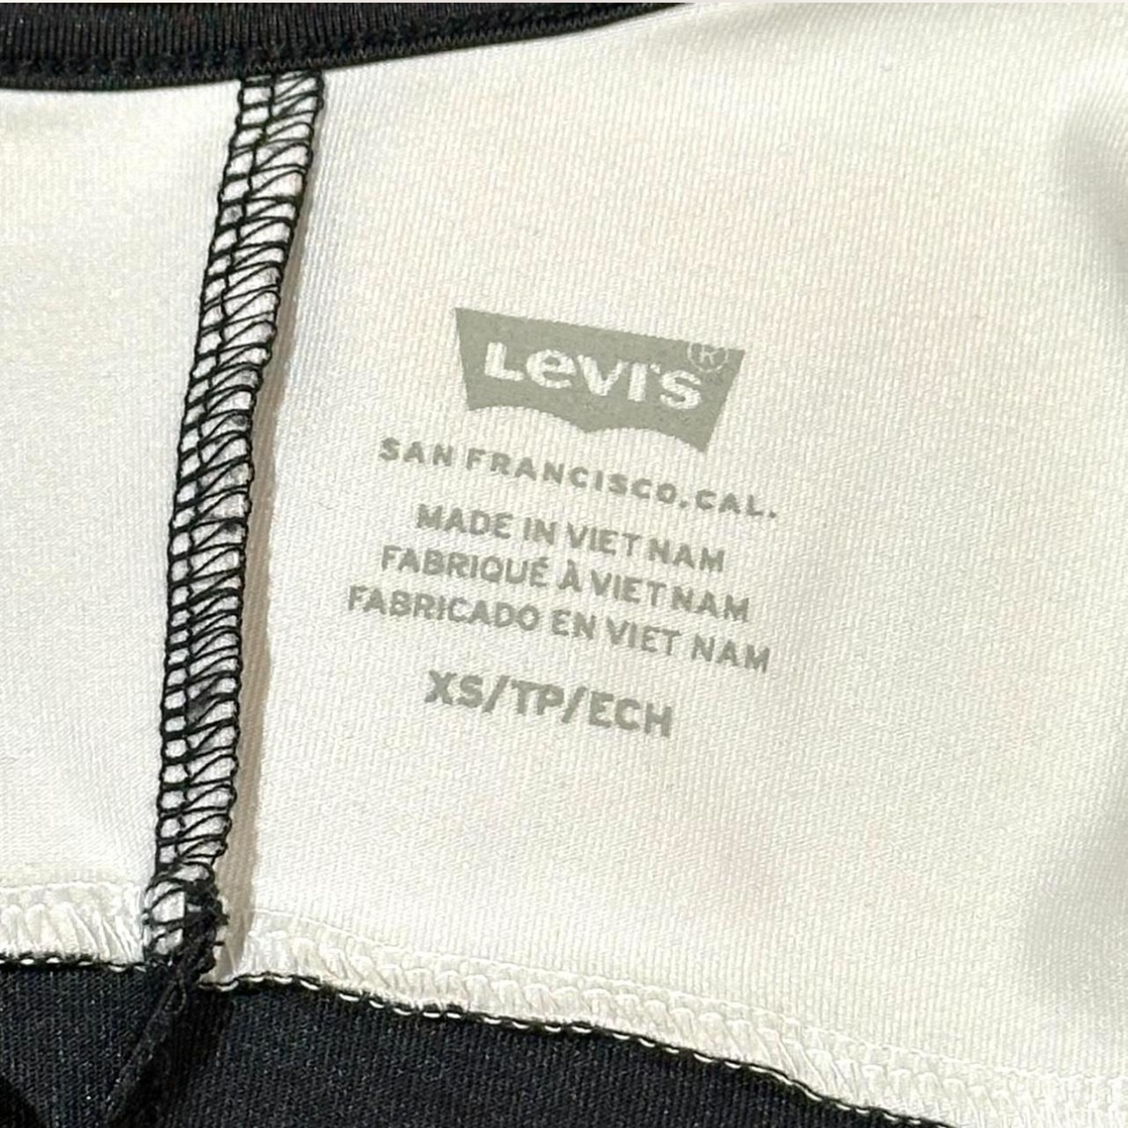 Levi's®
SAN FRANCISCO, CAL.
MADE IN VIET NAM
FABRIQUÉ À VIET NAM
FABRICADO EN VIET NAM
XS/TP/ECH